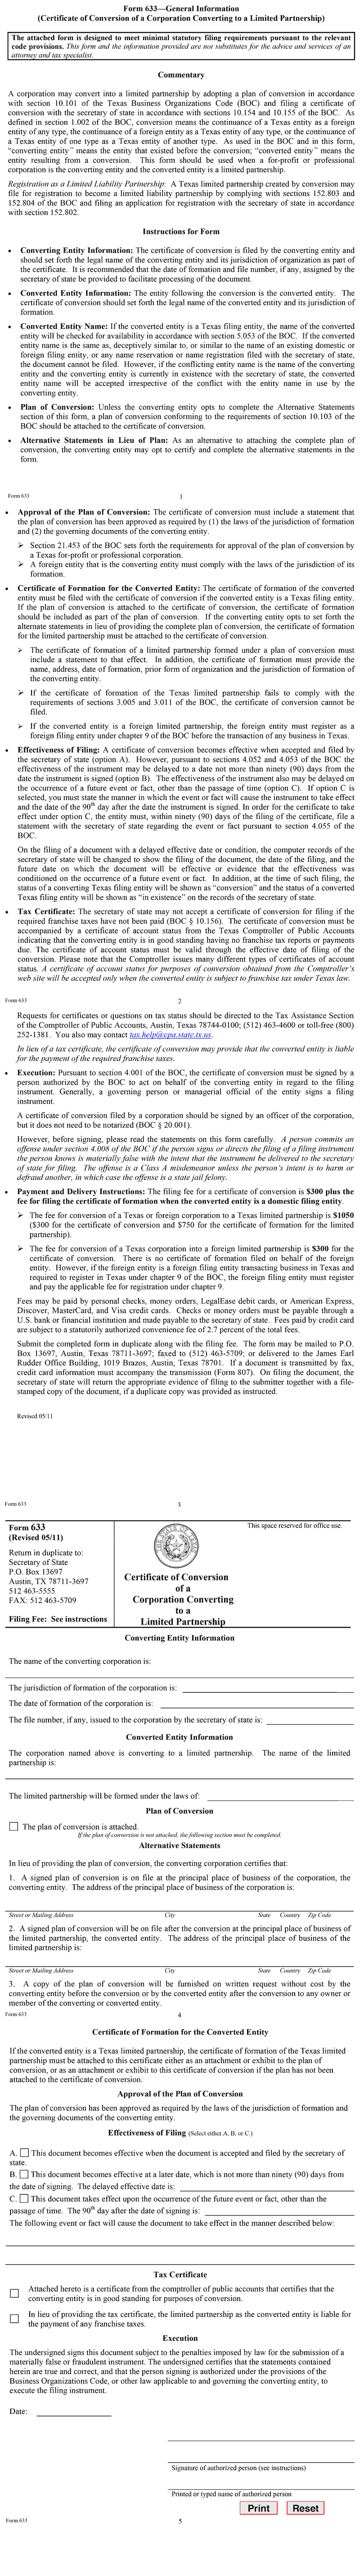 Form 633—General Information
(Certificate of Conversion of a Corporation Converting to a Limited Partnership)
The attached form is designed to meet minimal statutory filing requirements pursuant to the relevant
code provisions. This form and the information provided are not substitutes for the advice and services of an
attorney and tax specialist.
Commentary
A corporation may convert into a limited partnership by adopting a plan of conversion in accordance
with section 10.101 of the Texas Business Organizations Code (BOC) and filing a certificate of
conversion with the secretary of state in accordance with sections 10.154 and 10.155 of the BOC. As
defined in section 1.002 of the BOC, conversion means the continuance of a Texas entity as a foreign
entity of any type, the continuance of a foreign entity as a Texas entity of any type, or the continuance of
a Texas entity of one type as a Texas entity of another type. As used in the BOC and in this form,
“converting entity” means the entity that existed before the conversion; “converted entity” means the
entity resulting from a conversion. This form should be used when a for-profit or professional
corporation is the converting entity and the converted entity is a limited partnership.
Registration as a Limited Liability Partnership: A Texas limited partnership created by conversion may
file for registration to become a limited liability partnership by complying with sections 152.803 and
152.804 of the BOC and filing an application for registration with the secretary of state in accordance
with section 152.802.
Instructions for Form
• Converting Entity Information: The certificate of conversion is filed by the converting entity and
should set forth the legal name of the converting entity and its jurisdiction of organization as part of
the certificate. It is recommended that the date of formation and file number, if any, assigned by the
secretary of state be provided to facilitate processing of the document.
• Converted Entity Information: The entity following the conversion is the converted entity. The
certificate of conversion should set forth the legal name of the converted entity and its jurisdiction of
formation.
• Converted Entity Name: If the converted entity is a Texas filing entity, the name of the converted
entity will be checked for availability in accordance with section 5.053 of the BOC. If the converted
entity name is the same as, deceptively similar to, or similar to the name of an existing domestic or
foreign filing entity, or any name reservation or name registration filed with the secretary of state,
the document cannot be filed. However, if the conflicting entity name is the name of the converting
entity and the converting entity is currently in existence with the secretary of state, the converted
entity name will be accepted irrespective of the conflict with the entity name in use by the
converting entity.
• Plan of Conversion: Unless the converting entity opts to complete the Alternative Statements
section of this form, a plan of conversion conforming to the requirements of section 10.103 of the
BOC should be attached to the certificate of conversion.
• Alternative Statements in Lieu of Plan: As an alternative to attaching the complete plan of
conversion, the converting entity may opt to certify and complete the alternative statements in the
form.
Form 633
1
• Approval of the Plan of Conversion: The certificate of conversion must include a statement that
the plan of conversion has been approved as required by (1) the laws of the jurisdiction of formation
and (2) the governing documents of the converting entity.
➢ Section 21.453 of the BOC sets forth the requirements for approval of the plan of conversion by
a Texas for-profit or professional corporation.
➢ A foreign entity that is the converting entity must comply with the laws of the jurisdiction of its
formation.
• Certificate of Formation for the Converted Entity: The certificate of formation of the converted
entity must be filed with the certificate of conversion if the converted entity is a Texas filing entity.
If the plan of conversion is attached to the certificate of conversion, the certificate of formation
should be included as part of the plan of conversion. If the converting entity opts to set forth the
alternate statements in lieu of providing the complete plan of conversion, the certificate of formation
for the limited partnership must be attached to the certificate of conversion.
➢ The certificate of formation of a limited partnership formed under a plan of conversion must
include a statement to that effect. In addition, the certificate of formation must provide the
name, address, date of formation, prior form of organization and the jurisdiction of formation of
the converting entity.
➢ If the certificate of formation of the Texas limited partnership fails to comply with the
requirements of sections 3.005 and 3.011 of the BOC, the certificate of conversion cannot be
filed.
➢ If the converted entity is a foreign limited partnership, the foreign entity must register as a
foreign filing entity under chapter 9 of the BOC before the transaction of any business in Texas.
• Effectiveness of Filing: A certificate of conversion becomes effective when accepted and filed by
the secretary of state (option A). However, pursuant to sections 4.052 and 4.053 of the BOC the
effectiveness of the instrument may be delayed to a date not more than ninety (90) days from the
date the instrument is signed (option B). The effectiveness of the instrument also may be delayed on
the occurrence of a future event or fact, other than the passage of time (option C). If option C is
selected, you must state the manner in which the event or fact will cause the instrument to take effect
and the date of the 90th day after the date the instrument is signed. In order for the certificate to take
effect under option C, the entity must, within ninety (90) days of the filing of the certificate, file a
statement with the secretary of state regarding the event or fact pursuant to section 4.055 of the
BOC.
On the filing of a document with a delayed effective date or condition, the computer records of the
secretary of state will be changed to show the filing of the document, the date of the filing, and the
future date on which the document will be effective or evidence that the effectiveness was
conditioned on the occurrence of a future event or fact. In addition, at the time of such filing, the
status of a converting Texas filing entity will be shown as “conversion” and the status of a converted
Texas filing entity will be shown as “in existence” on the records of the secretary of state.
• Tax Certificate: The secretary of state may not accept a certificate of conversion for filing if the
required franchise taxes have not been paid (BOC § 10.156). The certificate of conversion must be
accompanied by a certificate of account status from the Texas Comptroller of Public Accounts
indicating that the converting entity is in good standing having no franchise tax reports or payments
due. The certificate of account status must be valid through the effective date of filing of the
conversion. Please note that the Comptroller issues many different types of certificates of account
status. A certificate of account status for purposes of conversion obtained from the Comptroller’s
web site will be accepted only when the converted entity is subject to franchise tax under Texas law.
Form 633
2
Requests for certificates or questions on tax status should be directed to the Tax Assistance Section
of the Comptroller of Public Accounts, Austin, Texas 78744-0100; (512) 463-4600 or toll-free (800)
252-1381. You also may contact tax.help@cpa.state.tx.us.
In lieu of a tax certificate, the certificate of conversion may provide that the converted entity is liable
for the payment of the required franchise taxes.
• Execution: Pursuant to section 4.001 of the BOC, the certificate of conversion must be signed by a
person authorized by the BOC to act on behalf of the converting entity in regard to the filing
instrument. Generally, a governing person or managerial official of the entity signs a filing
instrument.
A certificate of conversion filed by a corporation should be signed by an officer of the corporation,
but it does not need to be notarized (BOC § 20.001).
However, before signing, please read the statements on this form carefully. A person commits an
offense under section 4.008 of the BOC if the person signs or directs the filing of a filing instrument
the person knows is materially false with the intent that the instrument be delivered to the secretary
of state for filing. The offense is a Class A misdemeanor unless the person’s intent is to harm or
defraud another, in which case the offense is a state jail felony.
• Payment and Delivery Instructions: The filing fee for a certificate of conversion is $300 plus the
fee for filing the certificate of formation when the converted entity is a domestic filing entity.
➢ The fee for conversion of a Texas or foreign corporation to a Texas limited partnership is $1050
($300 for the certificate of conversion and $750 for the certificate of formation for the limited
partnership).
➢ The fee for conversion of a Texas corporation into a foreign limited partnership is $300 for the
certificate of conversion. There is no certificate of formation filed on behalf of the foreign
entity. However, if the foreign entity is a foreign filing entity transacting business in Texas and
required to register in Texas under chapter 9 of the BOC, the foreign filing entity must register
and pay the applicable fee for registrations under chapter 9.
Fees may be paid by personal checks, money orders, LegalEase debit cards, or American Express,
Discover, MasterCard, and Visa credit cards. Checks or money orders must be payable through a
U.S. bank or financial institution and made payable to the secretary of state. Fees paid by credit card
are subject to a statutorily authorized convenience fee of 2.7 percent of the total fees.
Submit the completed form in duplicate along with the filing fee. The form may be mailed to P.O.
Box 13697, Austin, Texas 78711-3697; faxed to (512) 463-5709; or delivered to the James Earl
Rudder Office Building, 1019 Brazos, Austin, Texas 78701. If a document is transmitted by fax,
credit card information must accompany the transmission (Form 807). On filing the document, the
secretary of state will return the appropriate evidence of filing to the submitter together with a file-
stamped copy of the document, if a duplicate copy was provided as instructed.
Revised 05/11
Form 633
3
Form 633
(Revised 05/11)
Return in duplicate to:
Secretary of State
P.O. Box 13697
Austin, TX 78711-3697
512 463-5555
FAX: 512 463-5709
Filing Fee: See instructions
Certificate of Conversion
of a
Corporation Converting
to a
Limited Partnership
This space reserved for office use.
Converting Entity Information
The name of the converting corporation is:
The jurisdiction of formation of the corporation is:
The date of formation of the corporation is:
The file number, if any, issued to the corporation by the secretary of state is:
Converted Entity Information
The corporation named above is converting to a limited partnership. The name of the limited
partnership is:
The limited partnership will be formed under the laws of:
Plan of Conversion
The plan of conversion is attached.
If the plan of conversion is not attached, the following section must be completed.
Alternative Statements
In lieu of providing the plan of conversion, the converting corporation certifies that:
1. A signed plan of conversion is on file at the principal place of business of the corporation, the
converting entity. The address of the principal place of business of the corporation is:
Street or Mailing Address City State Country Zip Code
2. A signed plan of conversion will be on file after the conversion at the principal place of business of
the limited partnership, the converted entity. The address of the principal place of business of the
limited partnership is:
Street or Mailing Address City State Country Zip Code
3. A copy of the plan of conversion will be furnished on written request without cost by the
converting entity before the conversion or by the converted entity after the conversion to any owner or
member of the converting or converted entity.
Form 633
4
Certificate of Formation for the Converted Entity
If the converted entity is a Texas limited partnership, the certificate of formation of the Texas limited
partnership must be attached to this certificate either as an attachment or exhibit to the plan of
conversion, or as an attachment or exhibit to this certificate of conversion if the plan has not been
attached to the certificate of conversion.
Approval of the Plan of Conversion
The plan of conversion has been approved as required by the laws of the jurisdiction of formation and
the governing documents of the converting entity.
Effectiveness of Filing (Select either A, B, or C.)
A. This document becomes effective when the document is accepted and filed by the secretary of
state.
B. This document becomes effective at a later date, which is not more than ninety (90) days from
the date of signing. The delayed effective date is:
C. This document takes effect upon the occurrence of the future event or fact, other than the
passage of time. The 90th day after the date of signing is:
The following event or fact will cause the document to take effect in the manner described below:
Tax Certificate
Attached hereto is a certificate from the comptroller of public accounts that certifies that the
converting entity is in good standing for purposes of conversion.
In lieu of providing the tax certificate, the limited partnership as the converted entity is liable for
the payment of any franchise taxes.
Execution
The undersigned signs this document subject to the penalties imposed by law for the submission of a
materially false or fraudulent instrument. The undersigned certifies that the statements contained
herein are true and correct, and that the person signing is authorized under the provisions of the
Business Organizations Code, or other law applicable to and governing the converting entity, to
execute the filing instrument.
Date:
Signature of authorized person (see instructions)
Printed or typed name of authorized person
Print Reset
Form 633
5